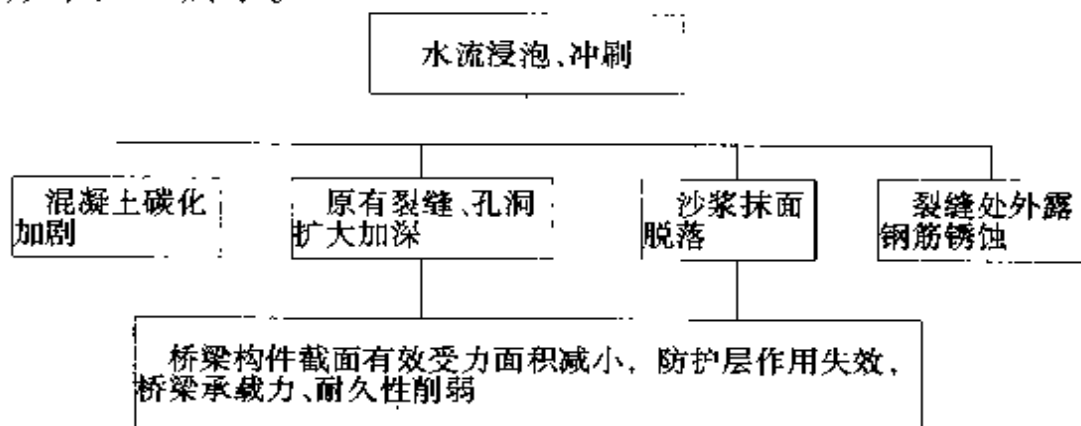 水流浸泡、冲刷
混凝土碳化
加剧
原有裂缝、孔洞
扩大加深
沙浆抹面
脱落
裂缝处外露
钢筋锈蚀
桥梁构件截面有效受力面积减小，防护层作用失效，
桥梁承载力、耐久性削弱